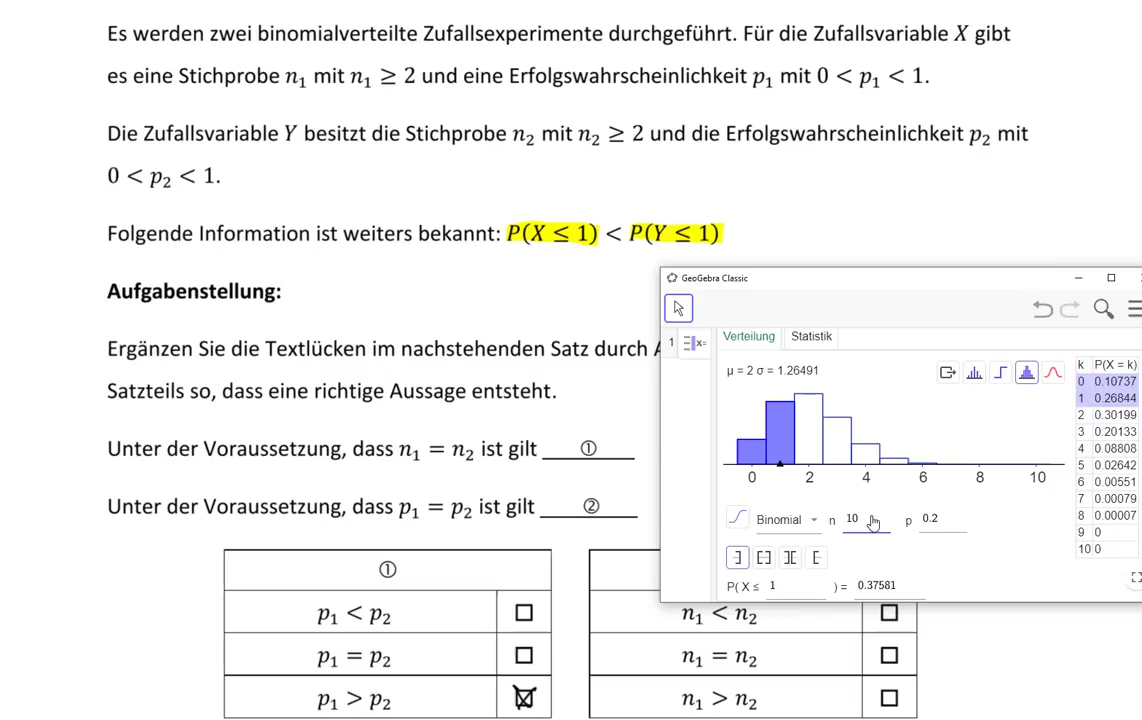 Es werden zwei binomialverteilte Zufallsexperimente durchgeführt. Für die Zufallsvariable X gibt
es eine Stichprobe n₁ mit n₁ ≥ 2 und eine Erfolgswahrscheinlichkeit p₁ mit 0 < p₁ < 1.
Die Zufallsvariable Y besitzt die Stichprobe n₂ mit n₂ ≥ 2 und die Erfolgswahrscheinlichkeit p₂ mit
0 < p₂ < 1.
Folgende Information ist weiters bekannt: P(X ≤ 1) < P(Y ≤ 1)
Aufgabenstellung:
Ergänzen Sie die Textlücken im nachstehenden Satz durch
Satzteils so, dass eine richtige Aussage entsteht.
Unter der Voraussetzung, dass n₁ = n₂ ist gilt ____①____
Unter der Voraussetzung, dass p₁ = p₂ ist gilt ____②____
①
p₁ < p₂ ☐
p₁ = p₂ ☐
p₁ > p₂ ☒
n₁ < n₂ ☐
n₁ = n₂ ☐
n₁ > n₂ ☐
GeoGebra Classic
1 x=
Verteilung Statistik
μ = 2 σ = 1.26491
0 2 4 6 8 10
Binomial n 10 p 0.2
P( X ≤ 1 ) = 0.37581
k P(X = k)
0 0.10737
1 0.26844
2 0.30199
3 0.20133
4 0.08808
5 0.02642
6 0.00551
7 0.00079
8 0.00007
9 0
10 0